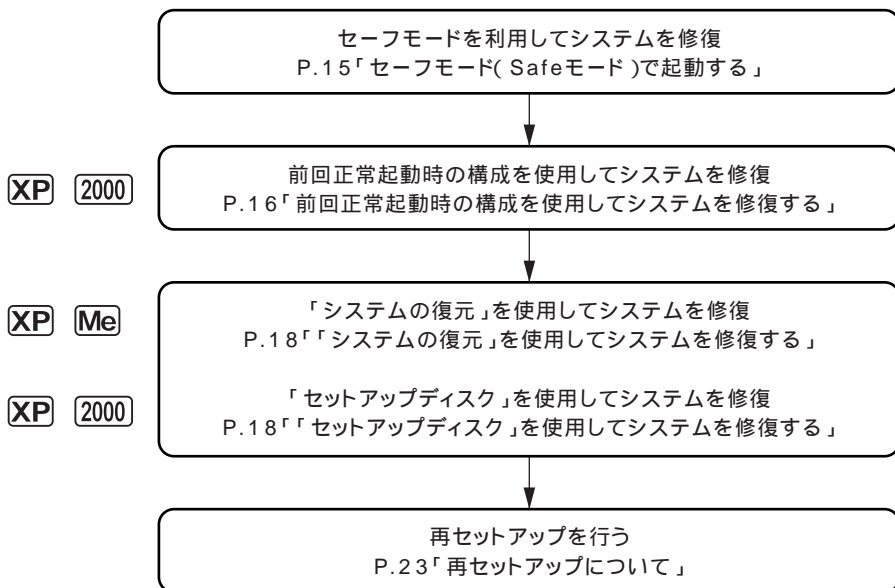 セーフモードを利用してシステムを修復
P.15「セーフモード(Safeモード)で起動する」
XP 2000
前回正常起動時の構成を使用してシステムを修復
P.16「前回正常起動時の構成を使用してシステムを修復する」
XP Me
「システムの復元」を使用してシステムを修復
P.18「「システムの復元」を使用してシステムを修復する」
XP 2000
「セットアップディスク」を使用してシステムを修復
P.18「「セットアップディスク」を使用してシステムを修復する」
再セットアップを行う
P.23「再セットアップについて」